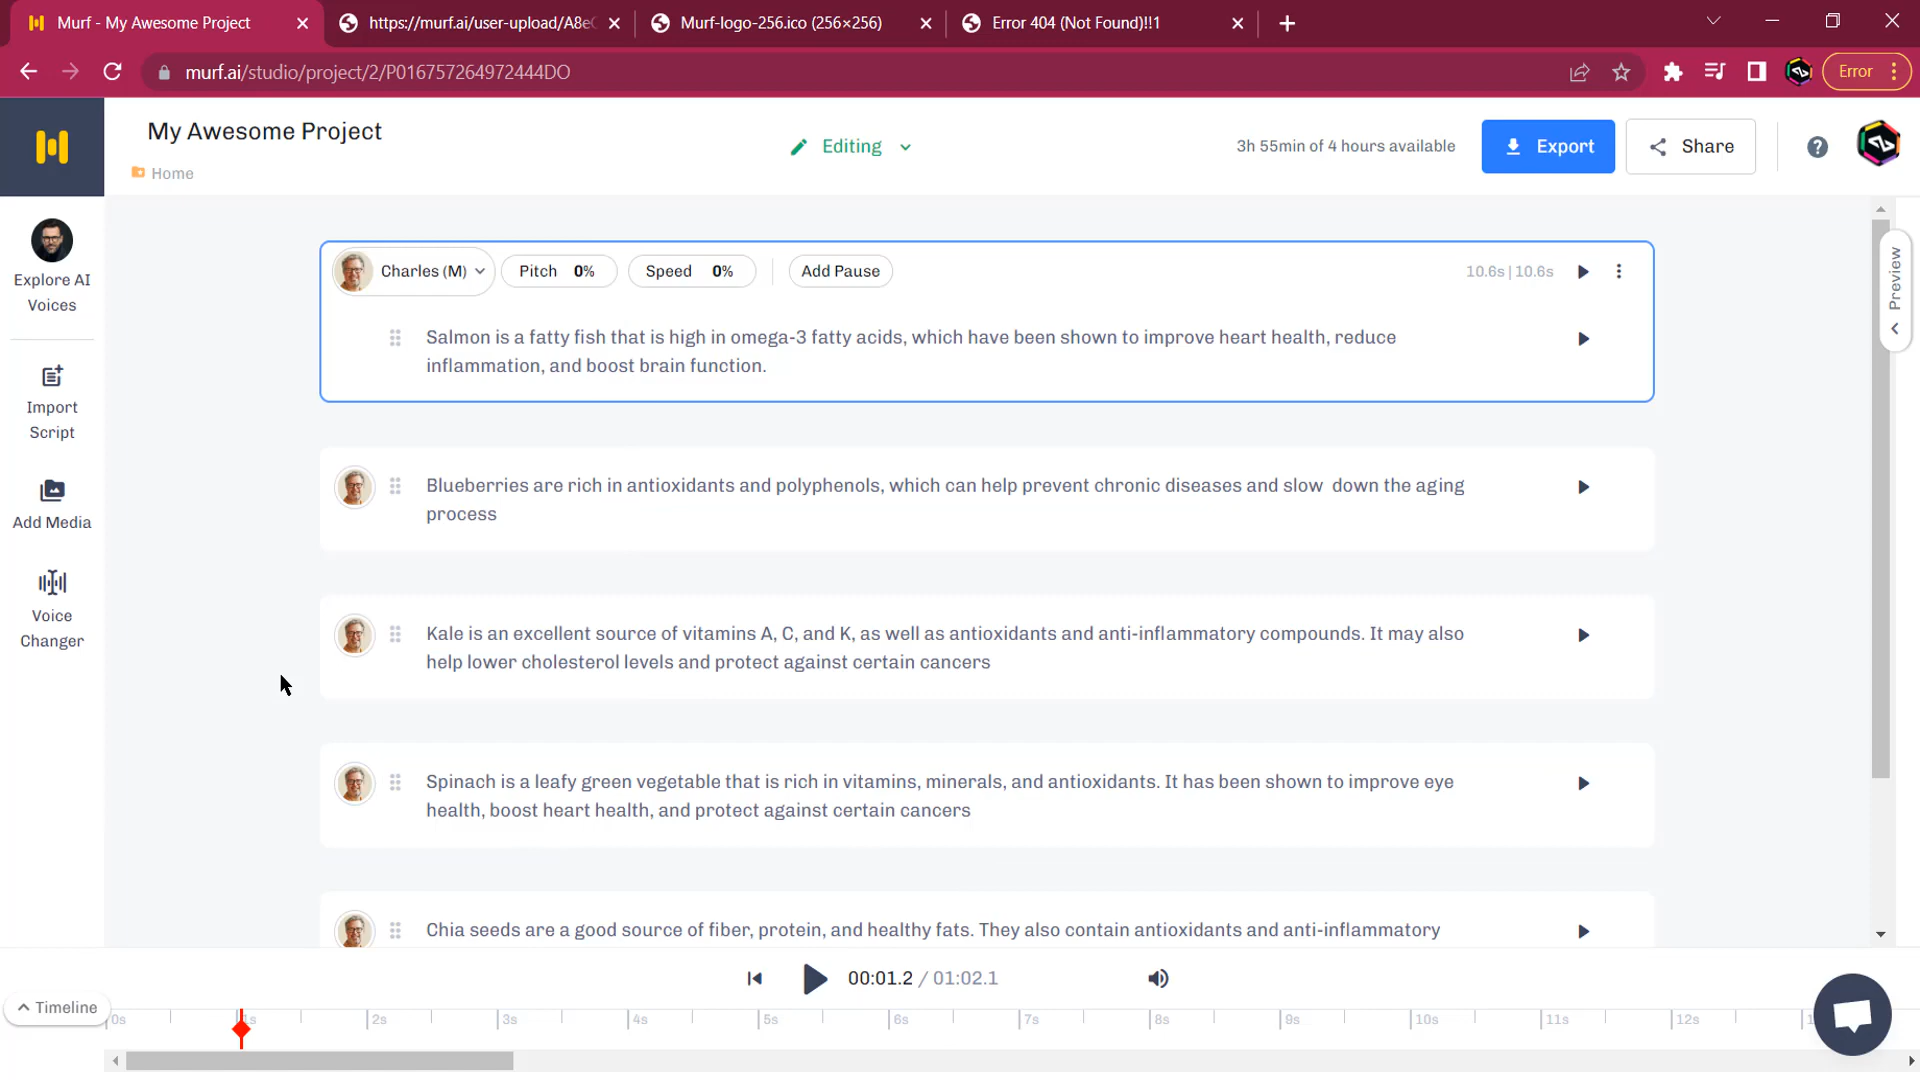 Murf - My Awesome Project
https://murf.ai/user-upload/A8e
Murf-logo-256.ico (256×256)
Error 404 (Not Found)!!1
murf.ai/studio/project/2/P016757264972444DO
Error
My Awesome Project
Home
Editing
3h 55min of 4 hours available
Export
Share
Explore AI
Voices
Import
Script
Add Media
Voice
Changer
Charles (M)
Pitch 0%
Speed 0%
Add Pause
10.6s | 10.6s
Salmon is a fatty fish that is high in omega-3 fatty acids, which have been shown to improve heart health, reduce
inflammation, and boost brain function.
Preview
Blueberries are rich in antioxidants and polyphenols, which can help prevent chronic diseases and slow  down the aging
process
Kale is an excellent source of vitamins A, C, and K, as well as antioxidants and anti-inflammatory compounds. It may also
help lower cholesterol levels and protect against certain cancers
Spinach is a leafy green vegetable that is rich in vitamins, minerals, and antioxidants. It has been shown to improve eye
health, boost heart health, and protect against certain cancers
Chia seeds are a good source of fiber, protein, and healthy fats. They also contain antioxidants and anti-inflammatory
00:01.2 / 01:02.1
Timeline
0s 1s 2s 3s 4s 5s 6s 7s 8s 9s 10s 11s 12s